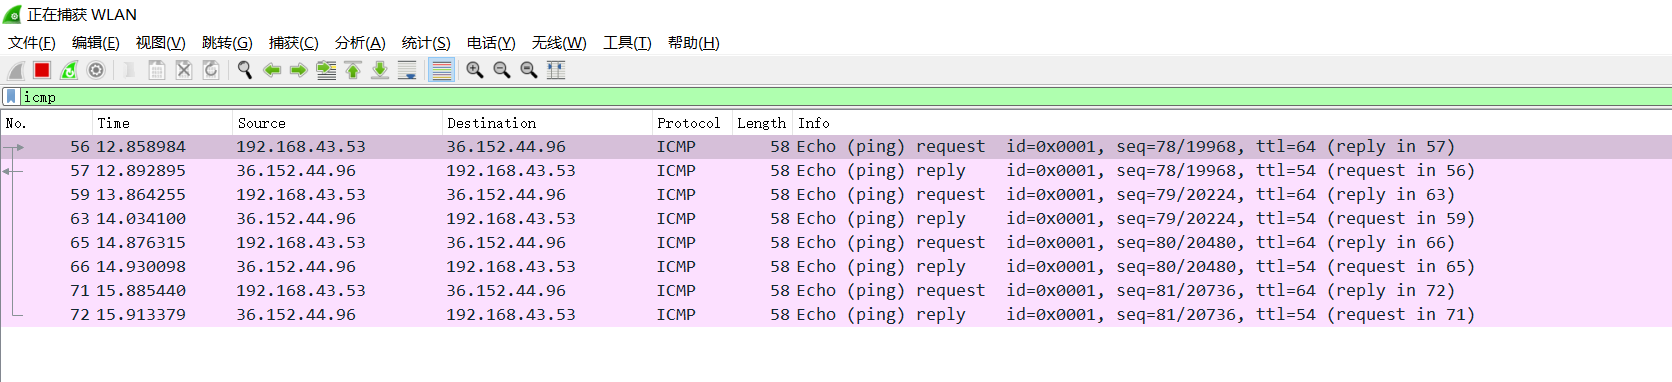 正在捕获 WLAN
文件(F) 编辑(E) 视图(V) 跳转(G) 捕获(C) 分析(A) 统计(S) 电话(Y) 无线(W) 工具(T) 帮助(H)
icmp
No. Time Source Destination Protocol Length Info
56 12.858984 192.168.43.53 36.152.44.96 ICMP 58 Echo (ping) request id=0x0001, seq=78/19968, ttl=64 (reply in 57)
57 12.892895 36.152.44.96 192.168.43.53 ICMP 58 Echo (ping) reply id=0x0001, seq=78/19968, ttl=54 (request in 56)
59 13.864255 192.168.43.53 36.152.44.96 ICMP 58 Echo (ping) request id=0x0001, seq=79/20224, ttl=64 (reply in 63)
63 14.034100 36.152.44.96 192.168.43.53 ICMP 58 Echo (ping) reply id=0x0001, seq=79/20224, ttl=54 (request in 59)
65 14.876315 192.168.43.53 36.152.44.96 ICMP 58 Echo (ping) request id=0x0001, seq=80/20480, ttl=64 (reply in 66)
66 14.930098 36.152.44.96 192.168.43.53 ICMP 58 Echo (ping) reply id=0x0001, seq=80/20480, ttl=54 (request in 65)
71 15.885440 192.168.43.53 36.152.44.96 ICMP 58 Echo (ping) request id=0x0001, seq=81/20736, ttl=64 (reply in 72)
72 15.913379 36.152.44.96 192.168.43.53 ICMP 58 Echo (ping) reply id=0x0001, seq=81/20736, ttl=54 (request in 71)